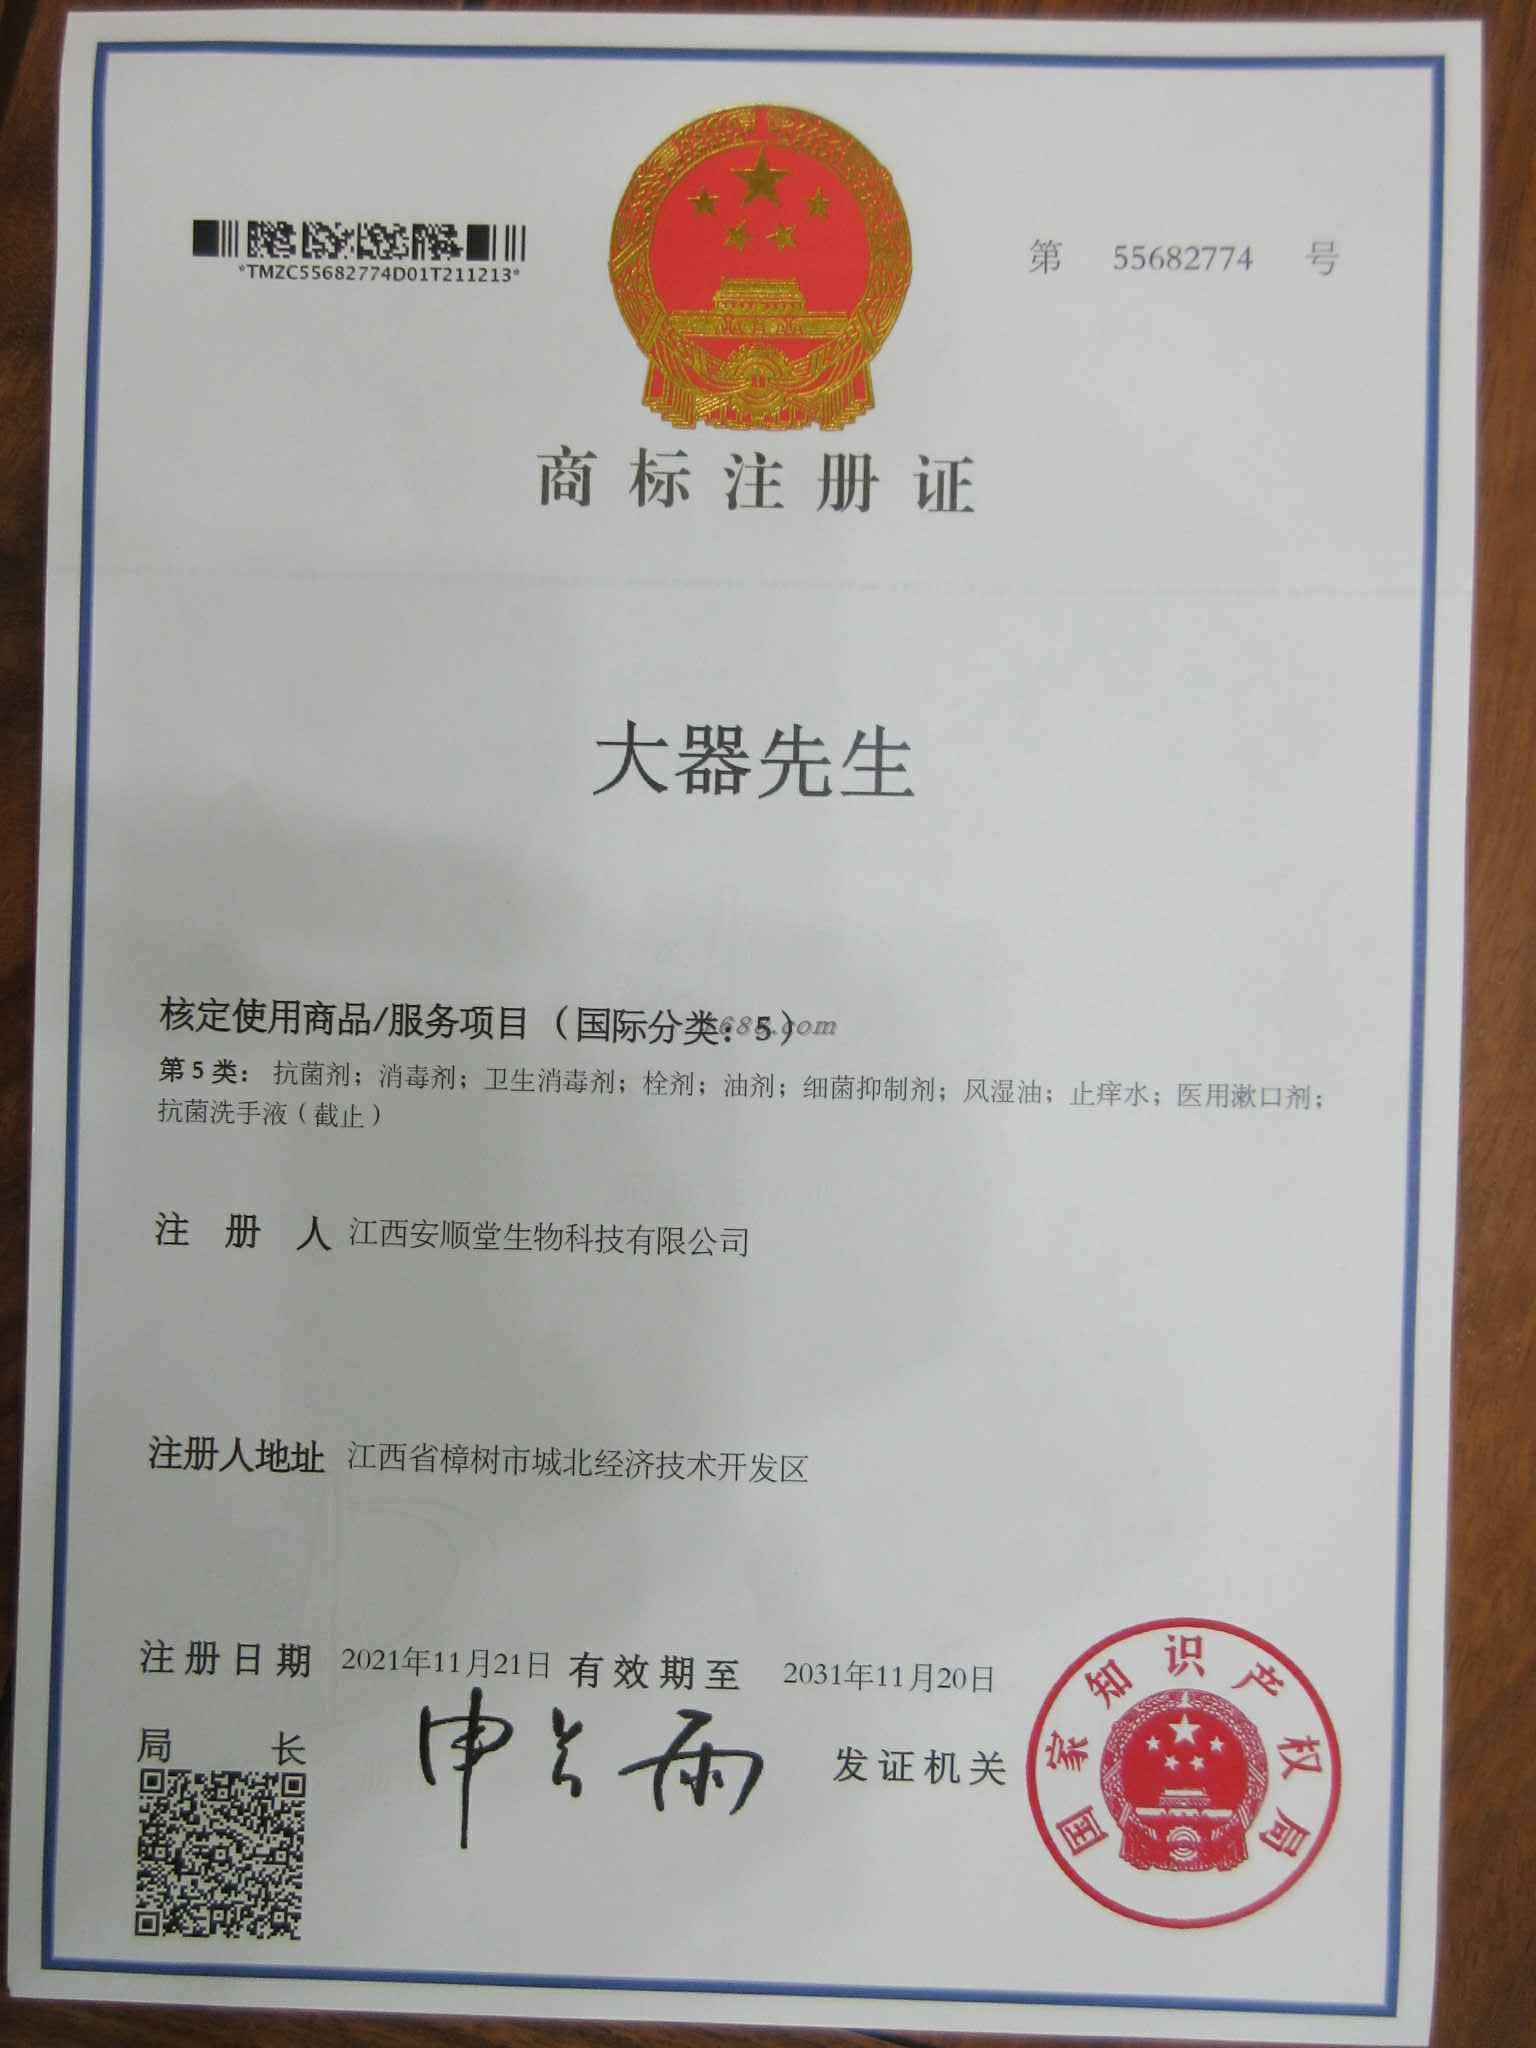 *TMZC55682774D01T211213*
第 55682774 号
商标注册证
大器先生
核定使用商品/服务项目（国际分类：5）
第5类：抗菌剂；消毒剂；卫生消毒剂；栓剂；油剂；细菌抑制剂；风湿油；止痒水；医用漱口剂；
抗菌洗手液（截止）
注册人 江西安顺堂生物科技有限公司
注册人地址 江西省樟树市城北经济技术开发区
注册日期 2021年11月21日 有效期至 2031年11月20日
局长 申长雨 发证机关
国家知识产权局